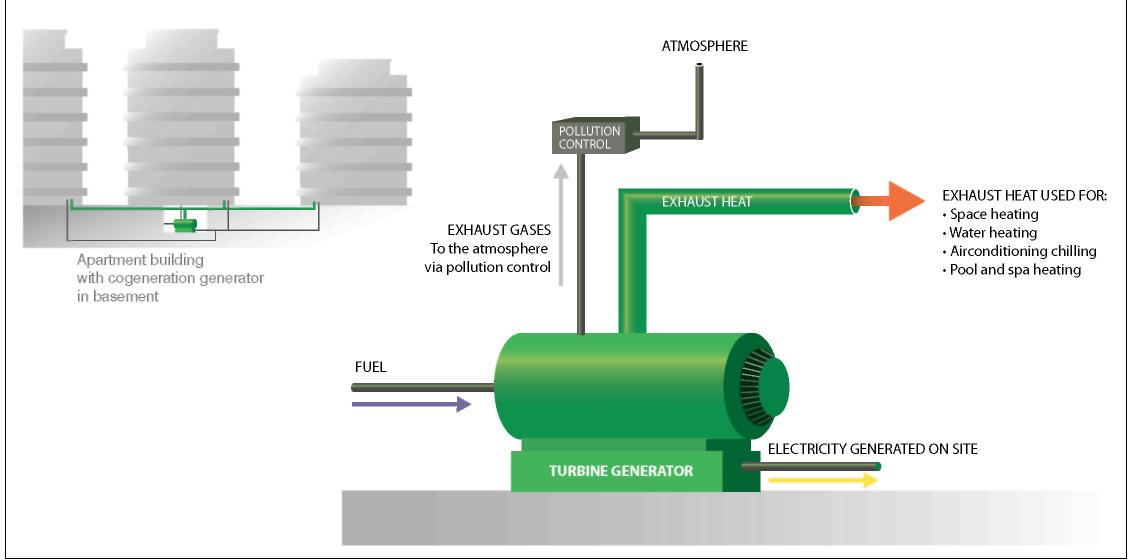 ATMOSPHERE
POLLUTION
CONTROL
EXHAUST HEAT
EXHAUST HEAT USED FOR:
• Space heating
• Water heating
• Airconditioning chilling
• Pool and spa heating
EXHAUST GASES
To the atmosphere
via pollution control
Apartment building
with cogeneration generator
in basement
FUEL
ELECTRICITY GENERATED ON SITE
TURBINE GENERATOR